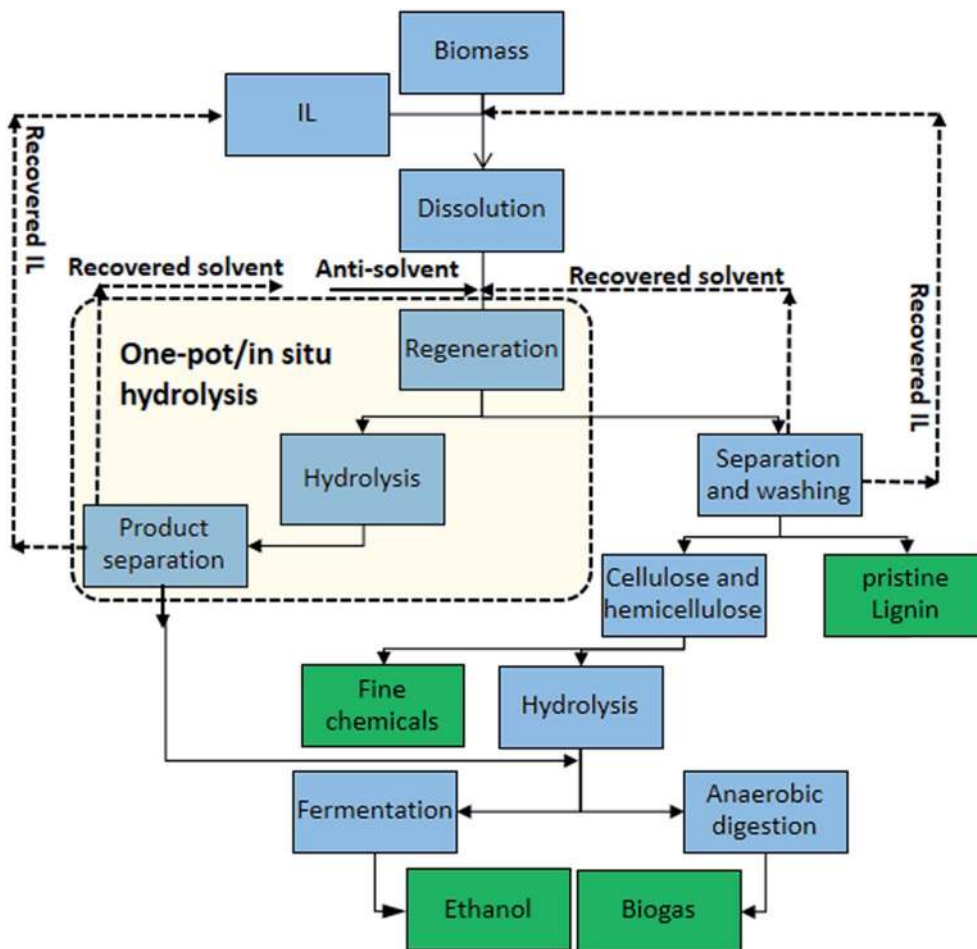 Biomass
IL
Recovered IL
Dissolution
Recovered solvent
Anti-solvent
Recovered solvent
Recovered IL
One-pot/in situ
hydrolysis
Regeneration
Hydrolysis
Separation
and washing
Product
separation
Cellulose and
hemicellulose
pristine
Lignin
Fine
chemicals
Hydrolysis
Fermentation
Anaerobic
digestion
Ethanol
Biogas